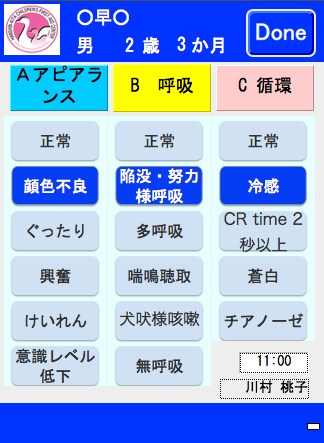 〇早〇
男 2 歳 3 か月
Done
A アピアランス
B 呼吸
C 循環
正常
正常
正常
顔色不良
陥没・努力様呼吸
冷感
ぐったり
多呼吸
CR time 2秒以上
興奮
喘鳴聴取
蒼白
けいれん
犬吠様咳嗽
チアノーゼ
意識レベル低下
無呼吸
11:00
川村 桃子